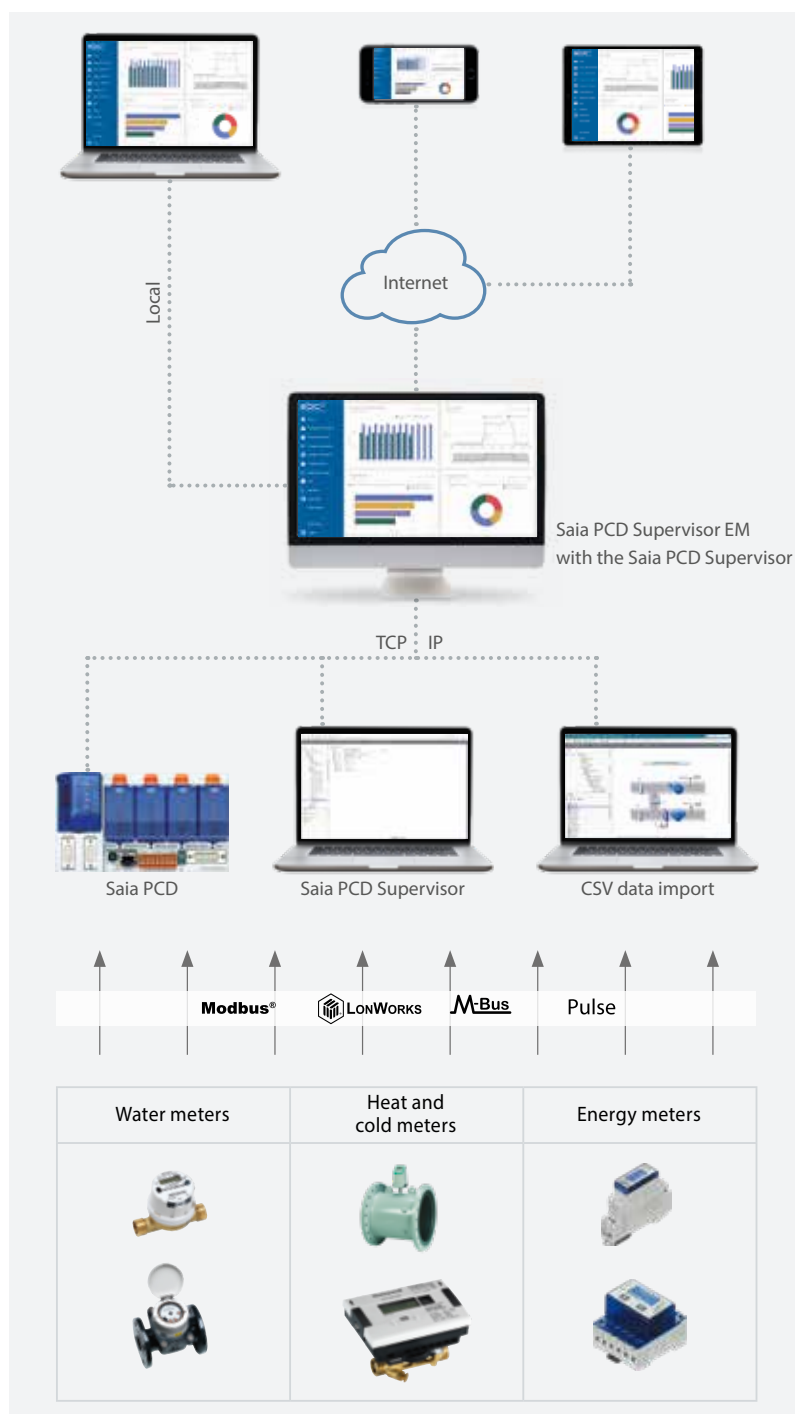 Internet
Local
Saia PCD Supervisor EM
with the Saia PCD Supervisor
TCP IP
Saia PCD
Saia PCD Supervisor
CSV data import
Modbus®
LONWORKS
M-Bus
Pulse
Water meters
Heat and
cold meters
Energy meters